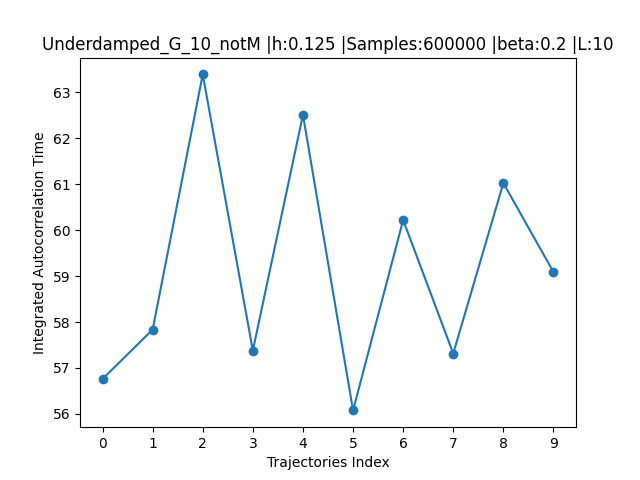 Underdamped_G_10_notM |h:0.125 |Samples:600000 |beta:0.2 |L:10
63
62
61
60
59
58
57
56
Integrated Autocorrelation Time
0 1 2 3 4 5 6 7 8 9
Trajectories Index